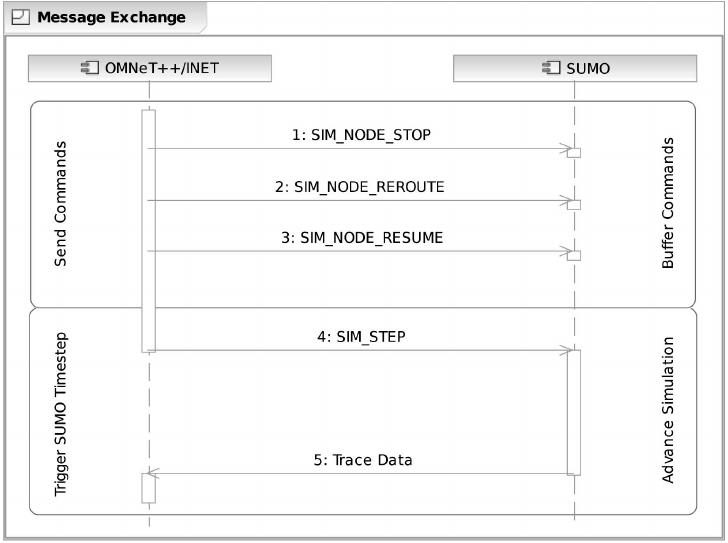 Message Exchange
OMNeT++/INET
SUMO
Send Commands
Buffer Commands
1: SIM_NODE_STOP
2: SIM_NODE_REROUTE
3: SIM_NODE_RESUME
Trigger SUMO Timestep
Advance Simulation
4: SIM_STEP
5: Trace Data